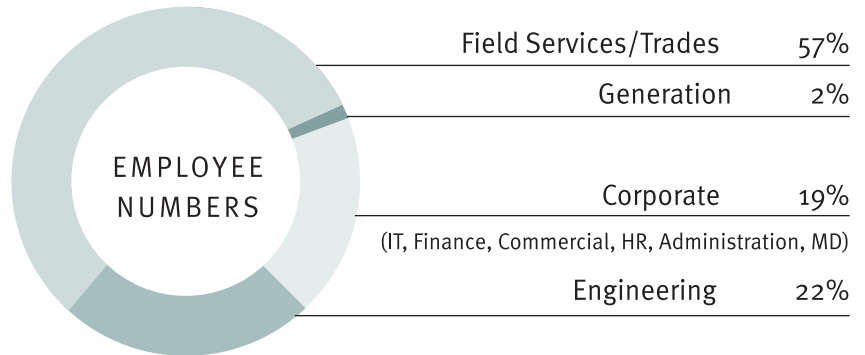 EMPLOYEE
NUMBERS
Field Services/Trades 57%
Generation 2%
Corporate 19%
(IT, Finance, Commercial, HR, Administration, MD)
Engineering 22%